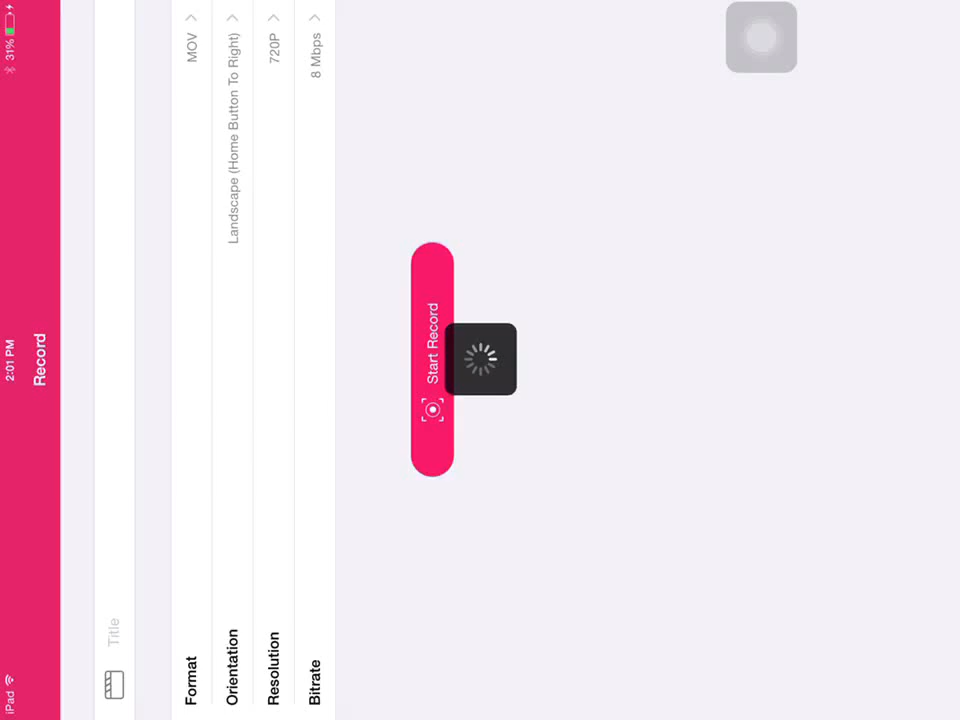 iPad 2:01 PM 31%
Record
Title
Format MOV
Orientation Landscape (Home Button To Right)
Resolution 720P
Bitrate 8 Mbps
Start Record